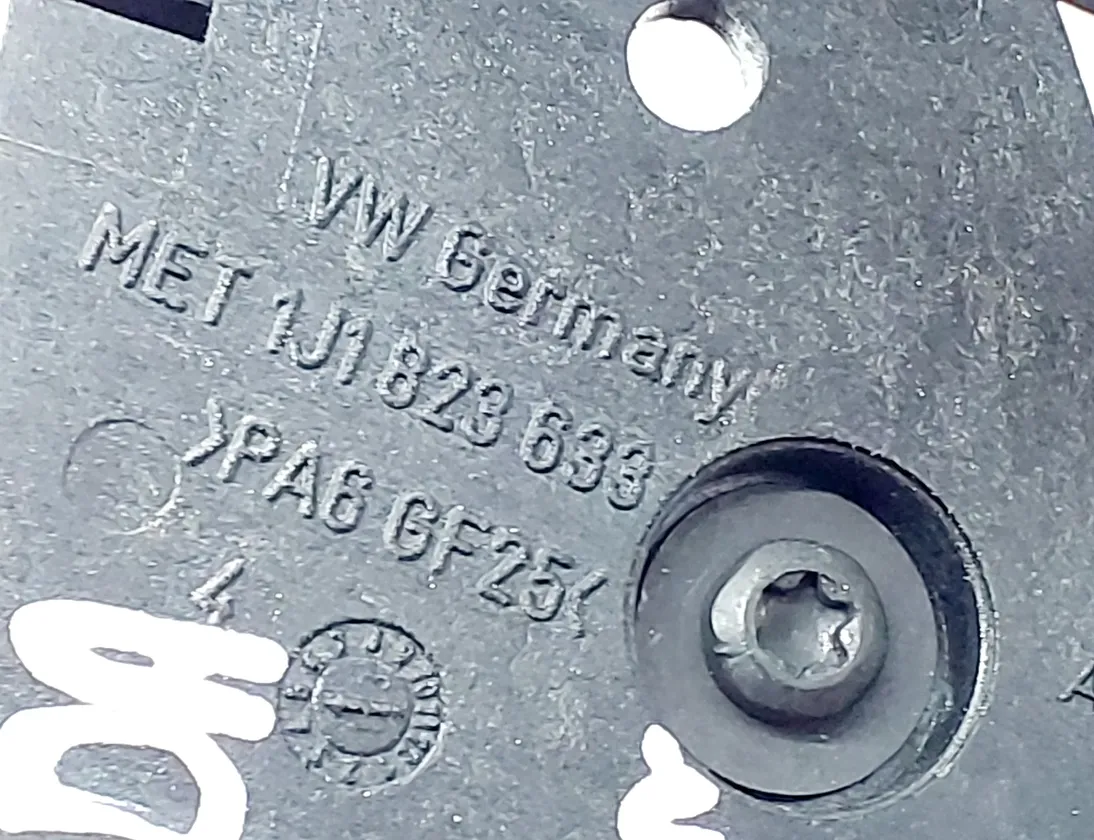 VW Germany
MET 1J1 823 633
>PA6 GF25<
4